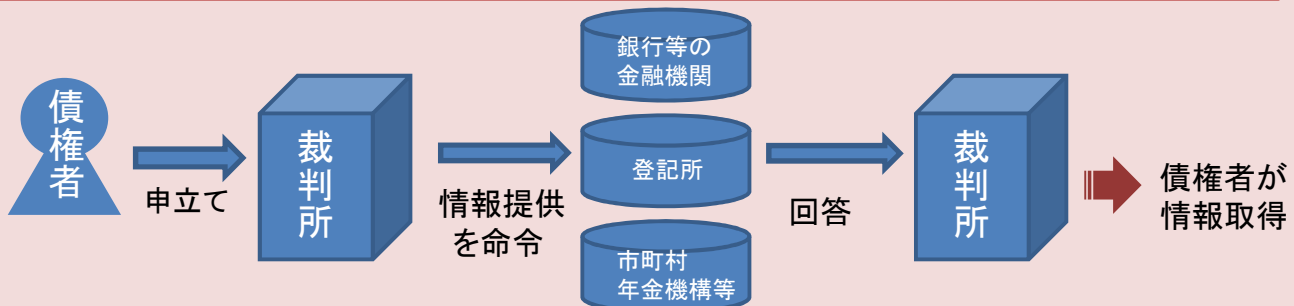 債権者
申立て
裁判所
情報提供
を命令
銀行等の
金融機関
登記所
市町村
年金機構等
回答
裁判所
債権者が
情報取得